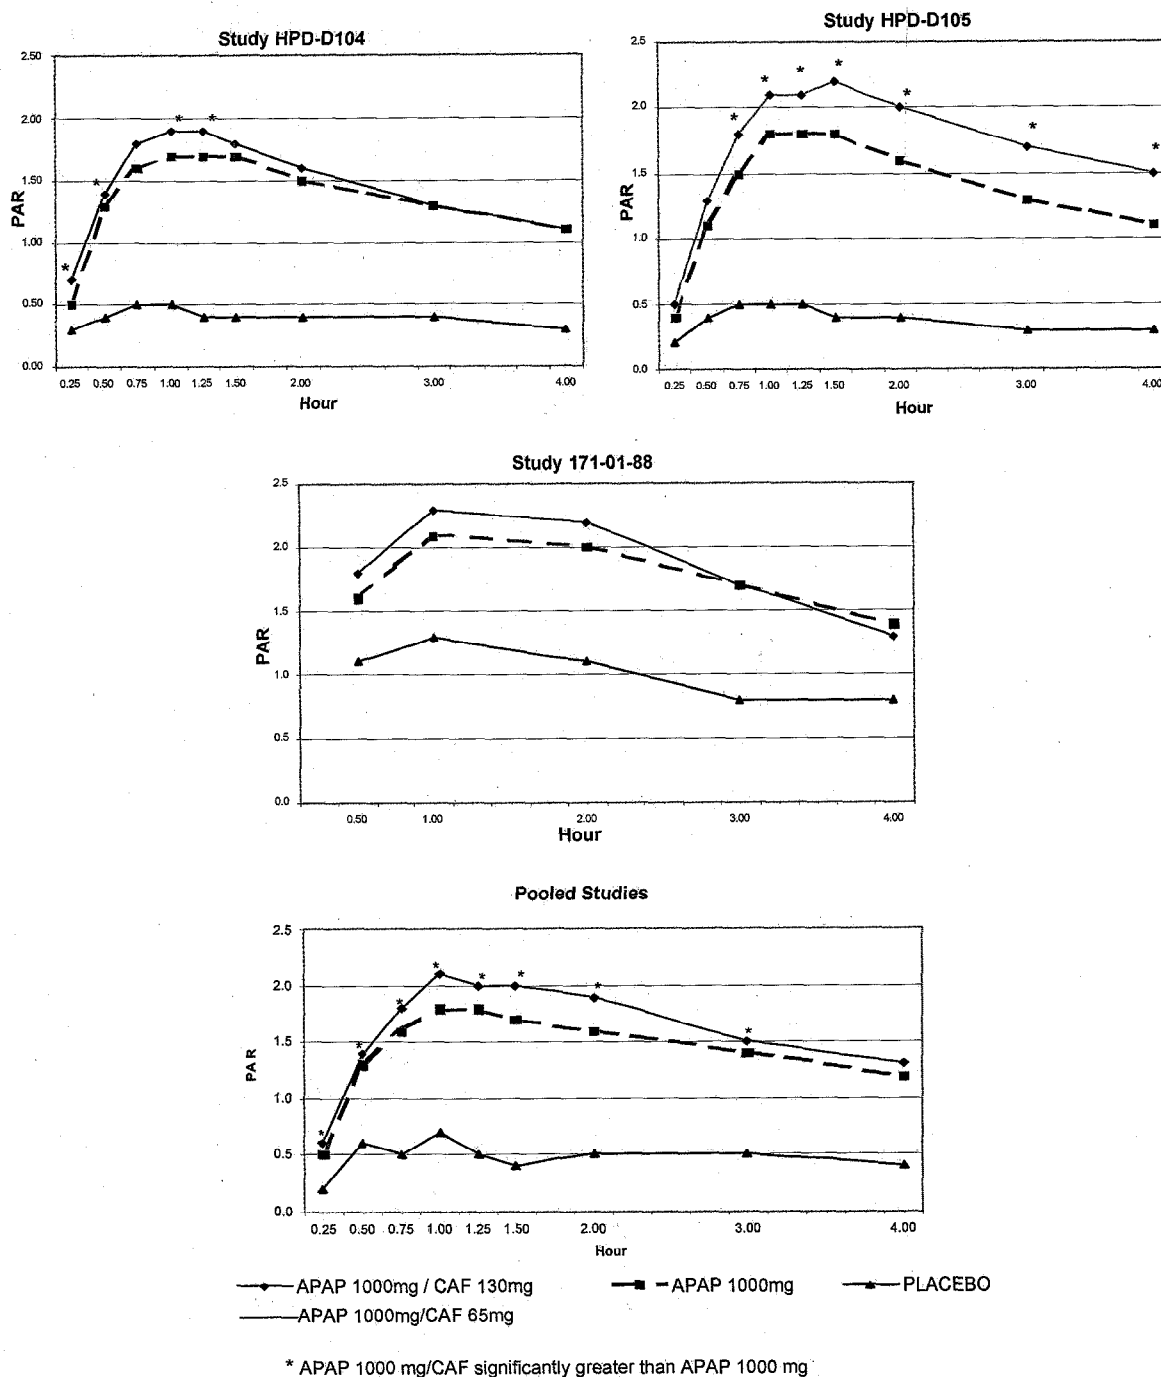 Study HPD-D104
2.50
2.00
1.50
1.00
0.50
0.00
PAR
* * * *
0.25 0.50 0.75 1.00 1.25 1.50 2.00 3.00 4.00
Hour
Study HPD-D105
2.5
2.0
1.5
1.0
0.5
0.0
PAR
* * * * * * *
0.25 0.50 0.75 1.00 1.25 1.50 2.00 3.00 4.00
Hour
Study 171-01-88
2.5
2.0
1.5
1.0
0.5
0.0
PAR
0.50 1.00 2.00 3.00 4.00
Hour
Pooled Studies
2.5
2.0
1.5
1.0
0.5
0.0
PAR
* * * * * * * *
0.25 0.50 0.75 1.00 1.25 1.50 2.00 3.00 4.00
Hour
APAP 1000mg / CAF 130mg APAP 1000mg PLACEBO
APAP 1000mg/CAF 65mg
* APAP 1000 mg/CAF significantly greater than APAP 1000 mg